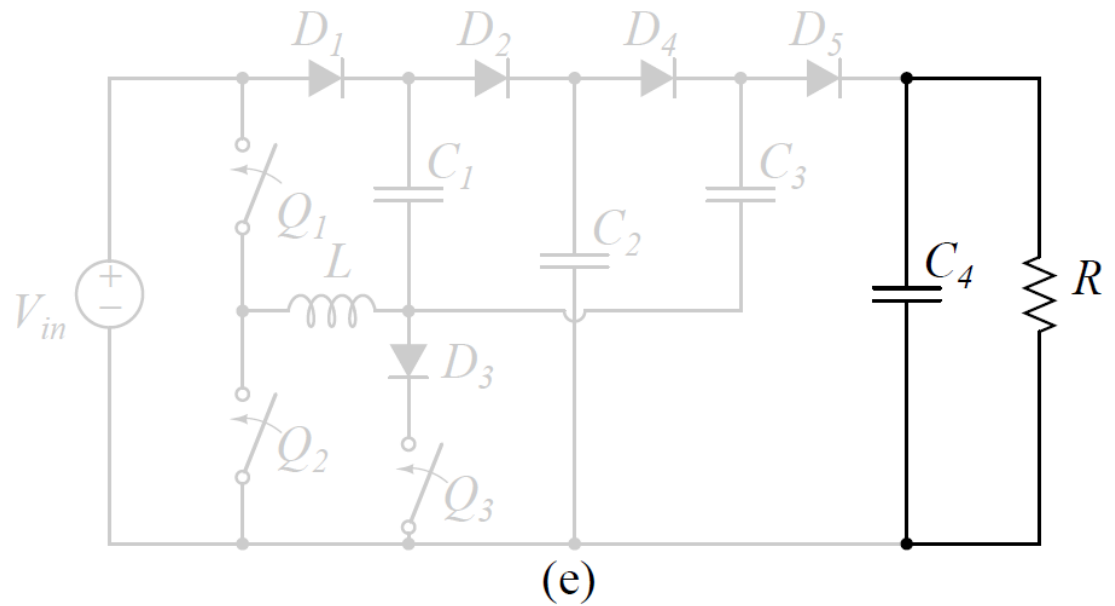 D1 D2 D4 D5
C1 C3
Q1 C2
L C4 R
+
−
Vin
D3
Q2 Q3
(e)